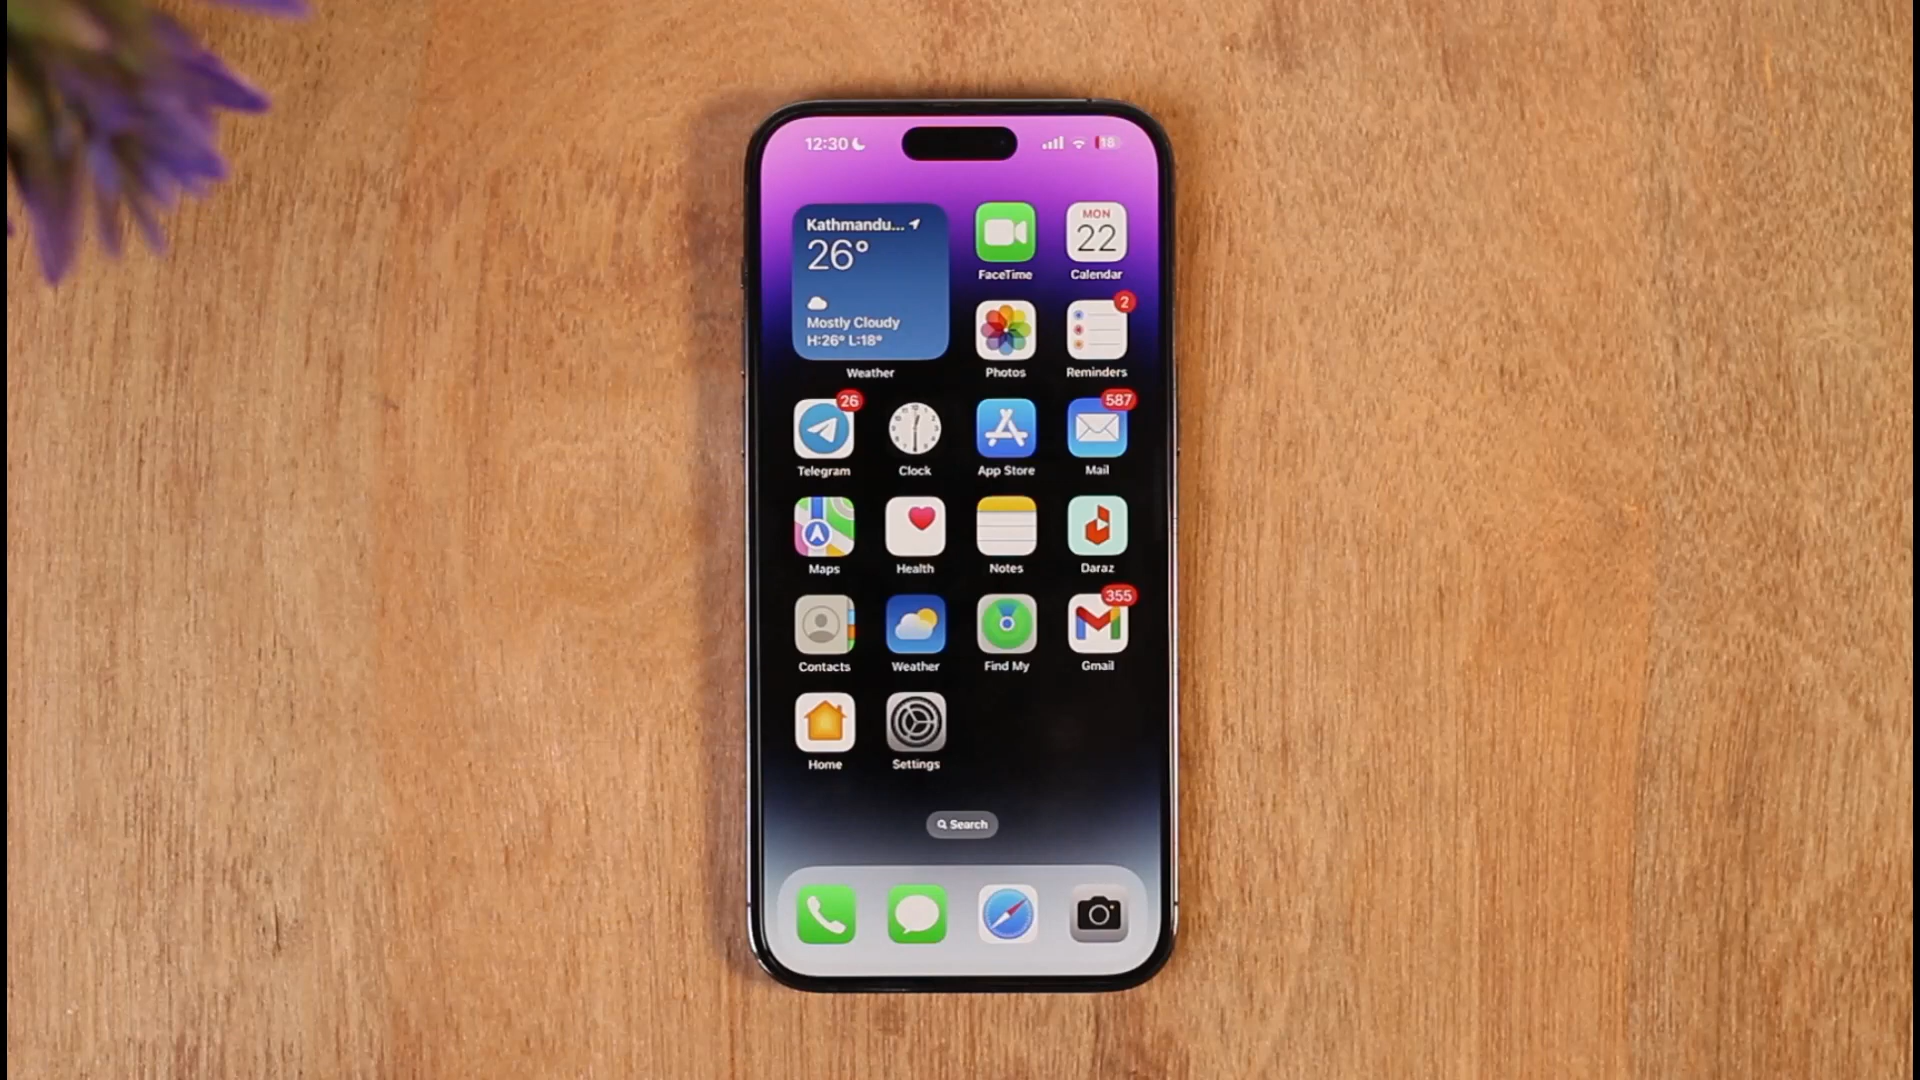 12:30
18
Kathmandu...
26°
Mostly Cloudy
H:26° L:18°
Weather
FaceTime
MON
22
Calendar
Photos
2
Reminders
26
Telegram
Clock
App Store
587
Mail
Maps
Health
Notes
Daraz
Contacts
Weather
Find My
355
Gmail
Home
Settings
Search